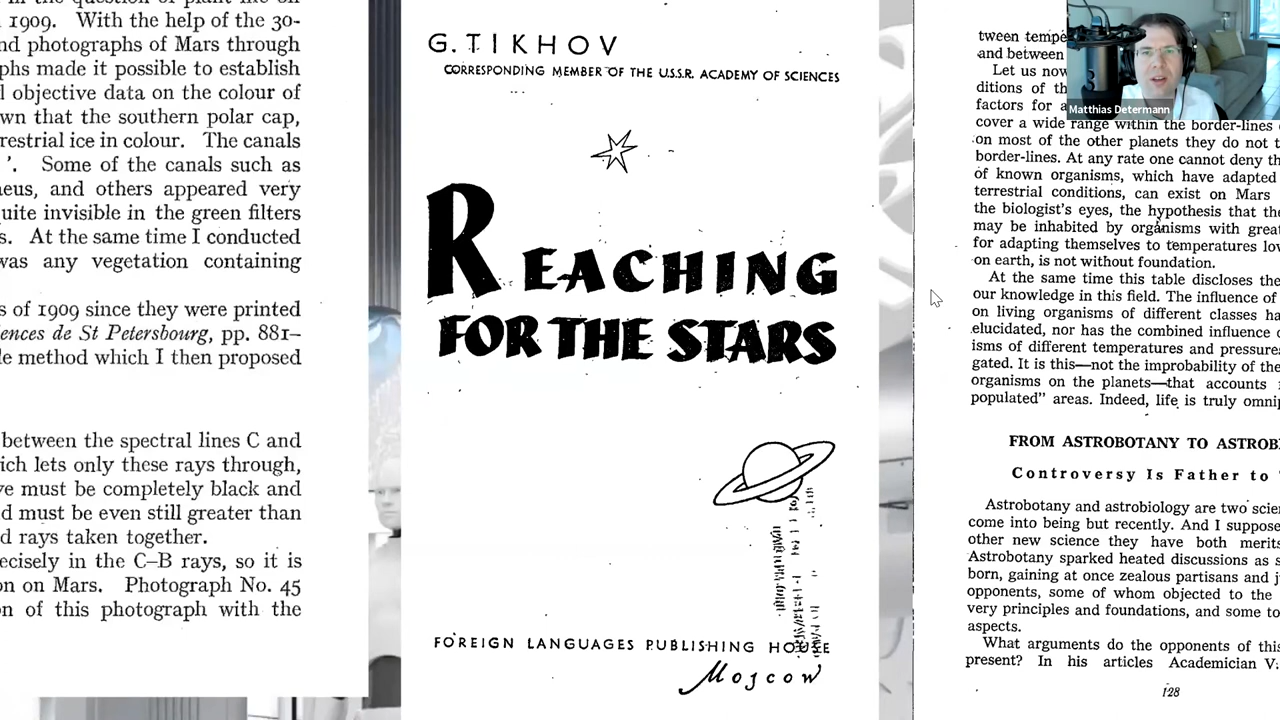 1909. With the help of the 30-
nd photographs of Mars through
phs made it possible to establish
l objective data on the colour of
wn that the southern polar cap,
restrial ice in colour. The canals
'. Some of the canals such as
aeus, and others appeared very
uite invisible in the green filters
s. At the same time I conducted
was any vegetation containing
s of 1909 since they were printed
ences de St Petersbourg, pp. 881–
le method which I then proposed
between the spectral lines C and
ich lets only these rays through,
ve must be completely black and
d must be even still greater than
d rays taken together.
ecisely in the C–B rays, so it is
on on Mars. Photograph No. 45
on of this photograph with the
G. TIKHOV
CORRESPONDING MEMBER OF THE U.S.S.R. ACADEMY OF SCIENCES
REACHING
FOR THE STARS
FOREIGN LANGUAGES PUBLISHING HOUSE
Moscow
tween tempe
and between
Let us now
ditions of th
factors for a
cover a wide range within the border-lines
on most of the other planets they do not t
border-lines. At any rate one cannot deny th
of known organisms, which have adapted
terrestrial conditions, can exist on Mars
the biologist's eyes, the hypothesis that the
may be inhabited by organisms with great
for adapting themselves to temperatures lov
on earth, is not without foundation.
At the same time this table discloses the
our knowledge in this field. The influence of
on living organisms of different classes ha
elucidated, nor has the combined influence
isms of different temperatures and pressure
gated. It is this—not the improbability of the
organisms on the planets—that accounts
populated” areas. Indeed, life is truly omni
FROM ASTROBOTANY TO ASTROB
Controversy Is Father to
Astrobotany and astrobiology are two scie
come into being but recently. And I suppose
other new science they have both merits
Astrobotany sparked heated discussions as s
born, gaining at once zealous partisans and j
opponents, some of whom objected to the
very principles and foundations, and some to
aspects.
What arguments do the opponents of this
present? In his articles Academician V.
128
Matthias Determann